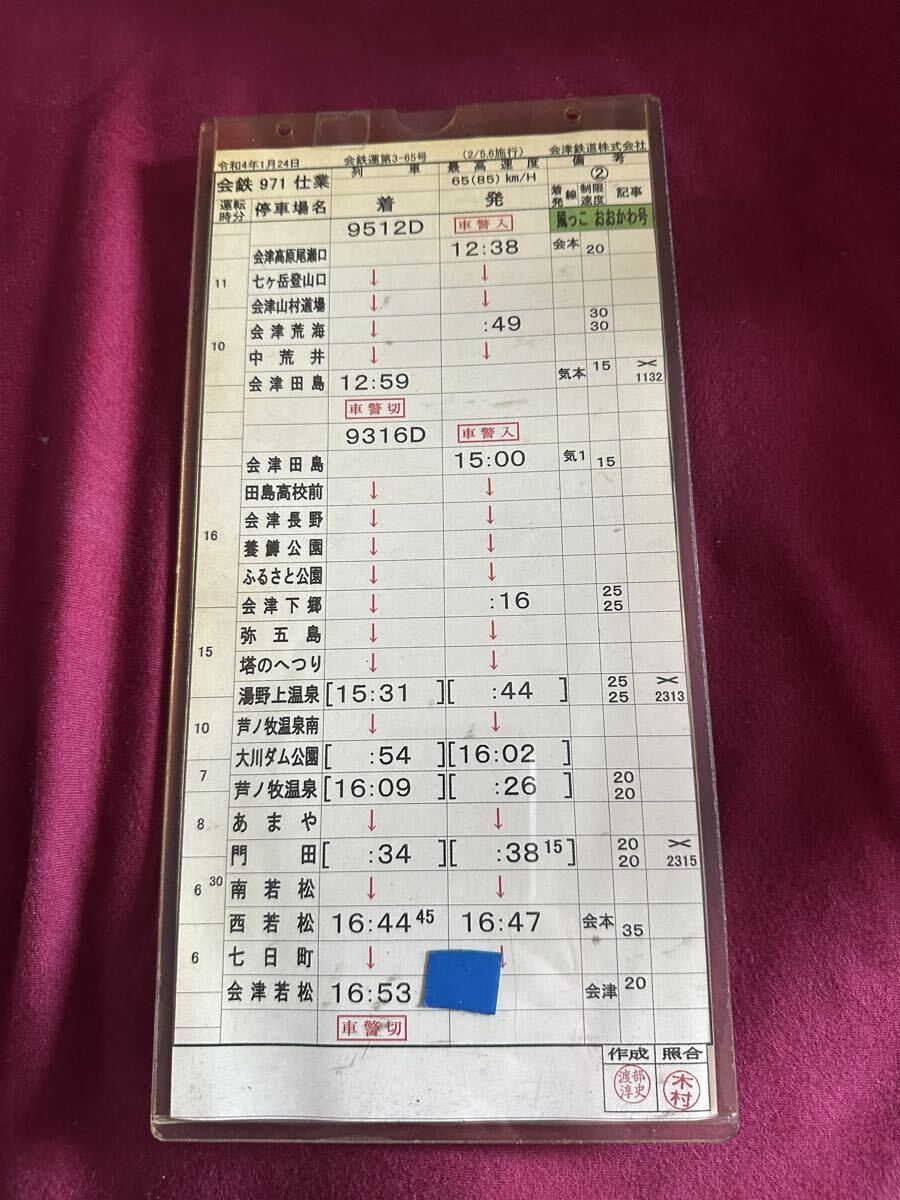 令和4年1月24日 会鉄運第3-65号 (2/5.6施行) 会津鉄道株式会社
会鉄 971 仕業 列車 最高速度 65(85)km/H 備考 ②
運転時分 停車場名 着 発 着発線 制限速度 記事
9512D 車警入 風っこ おおかわ号
会津高原尾瀬口 12:38 会本 20
11 七ヶ岳登山口 ↓ ↓
会津山村道場 ↓ ↓
会津荒海 ↓ :49 30 30
10 中荒井 ↓ ↓
会津田島 12:59 気本 15 1132
車警切
9316D 車警入
会津田島 15:00 気1 15
田島高校前 ↓ ↓
会津長野 ↓ ↓
16 養鱒公園 ↓ ↓
ふるさと公園 ↓ ↓
会津下郷 ↓ :16 25 25
弥五島 ↓ ↓
15 塔のへつり ↓ ↓
湯野上温泉 [15:31 ][ :44 ] 25 25 2313
10 芦ノ牧温泉南 ↓ ↓
大川ダム公園 [ :54 ][16:02 ]
7 芦ノ牧温泉 [16:09 ][ :26 ] 20 20
8 あまや ↓ ↓
門田 [ :34 ][ :38 15 ] 20 20 2315
6 30 南若松 ↓ ↓
西若松 16:44 45 16:47 会本 35
6 七日町 ↓ ↓
会津若松 16:53 会津 20
車警切
作成 照合
渡部淳史 木村